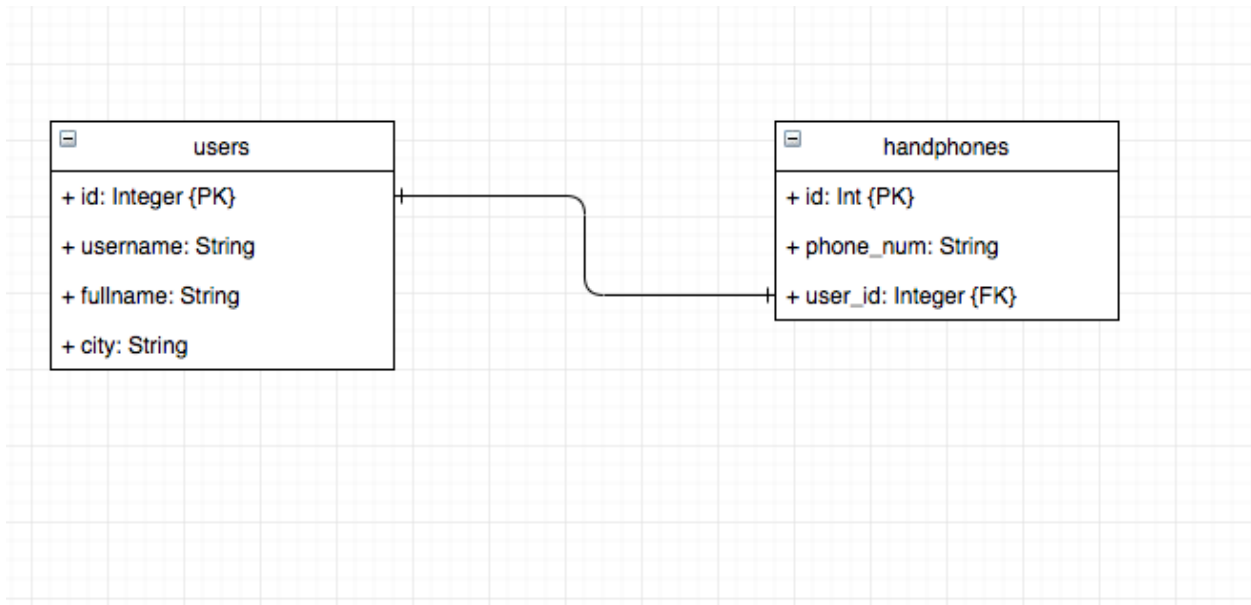 users
+ id: Integer {PK}
+ username: String
+ fullname: String
+ city: String
handphones
+ id: Int {PK}
+ phone_num: String
+ user_id: Integer {FK}